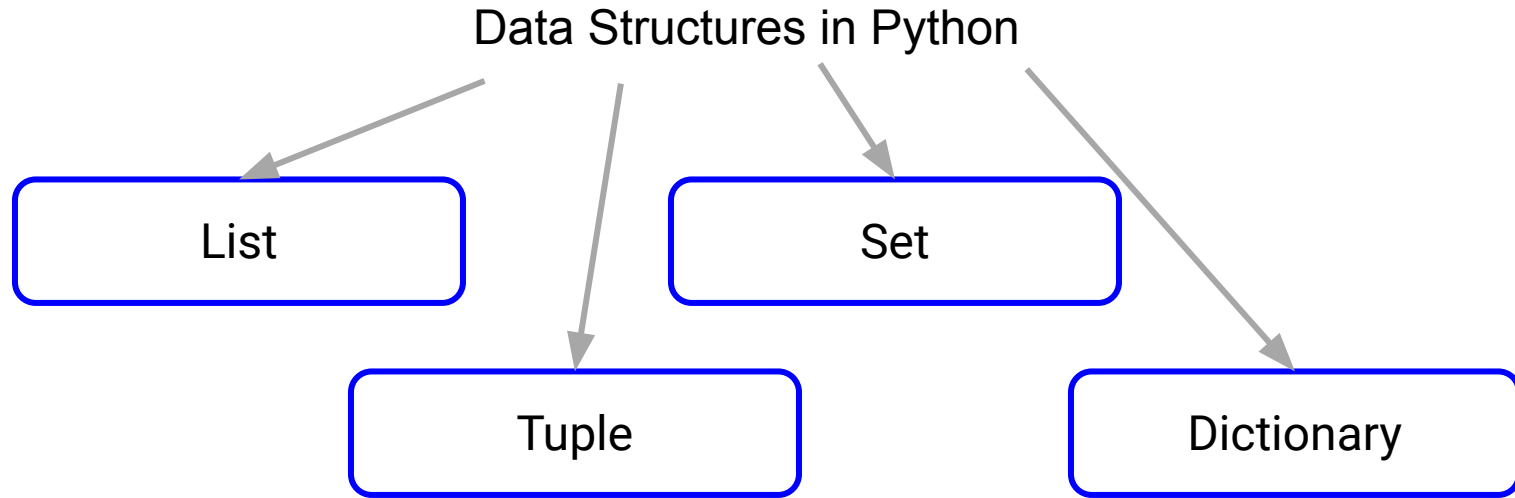 Data Structures in Python
List
Set
Tuple
Dictionary